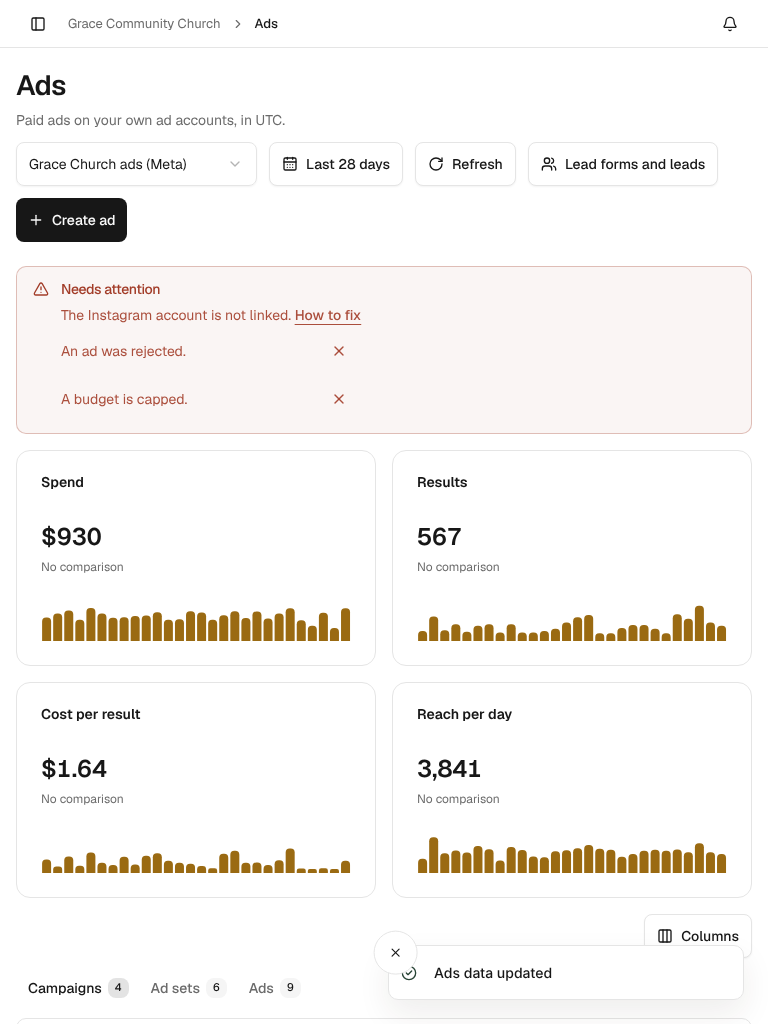 Grace Community Church > Ads
Ads
Paid ads on your own ad accounts, in UTC.
Grace Church ads (Meta)
Last 28 days
Refresh
Lead forms and leads
Create ad
Needs attention
The Instagram account is not linked. How to fix
An ad was rejected.
A budget is capped.
Spend
$930
No comparison
Results
567
No comparison
Cost per result
$1.64
No comparison
Reach per day
3,841
No comparison
Columns
Ads data updated
Campaigns 4
Ad sets 6
Ads 9